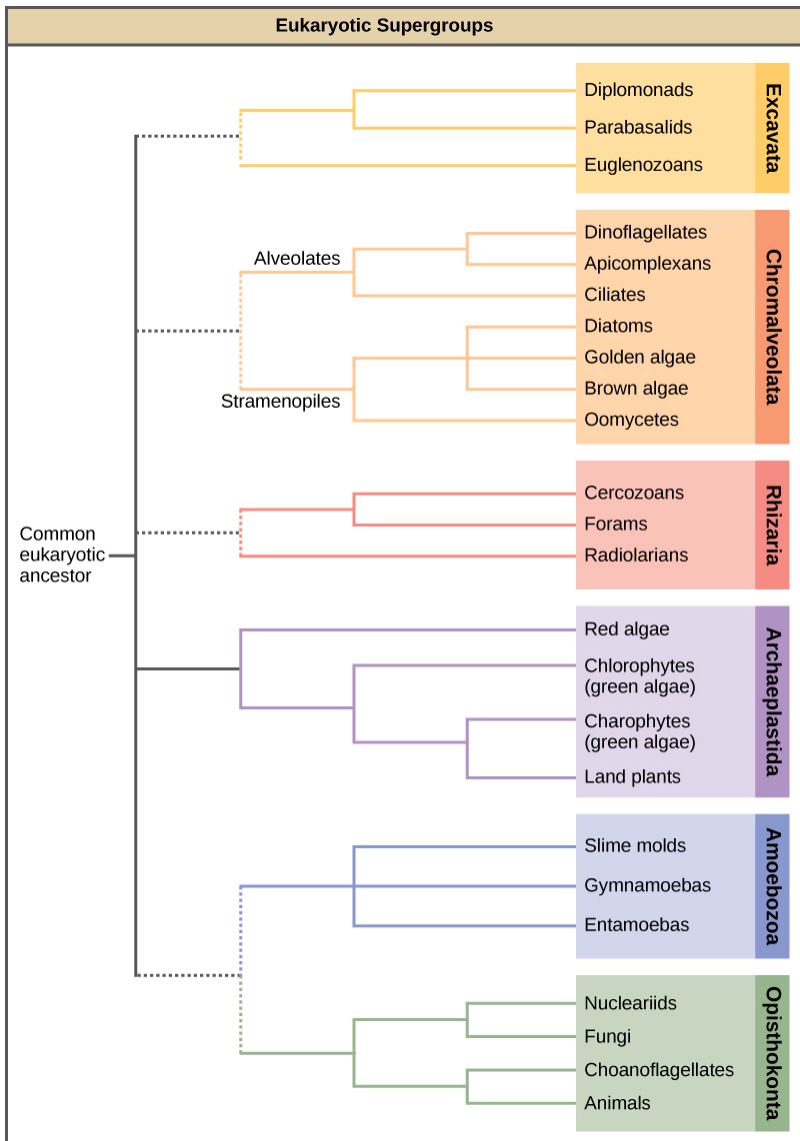 Eukaryotic Supergroups
Diplomonads
Parabasalids
Euglenozoans
Excavata
Alveolates
Stramenopiles
Dinoflagellates
Apicomplexans
Ciliates
Diatoms
Golden algae
Brown algae
Oomycetes
Chromalveolata
Common
eukaryotic
ancestor
Cercozoans
Forams
Radiolarians
Rhizaria
Red algae
Chlorophytes
(green algae)
Charophytes
(green algae)
Land plants
Archaeplastida
Slime molds
Gymnamoebas
Entamoebas
Amoebozoa
Nucleariids
Fungi
Choanoflagellates
Animals
Opisthokonta